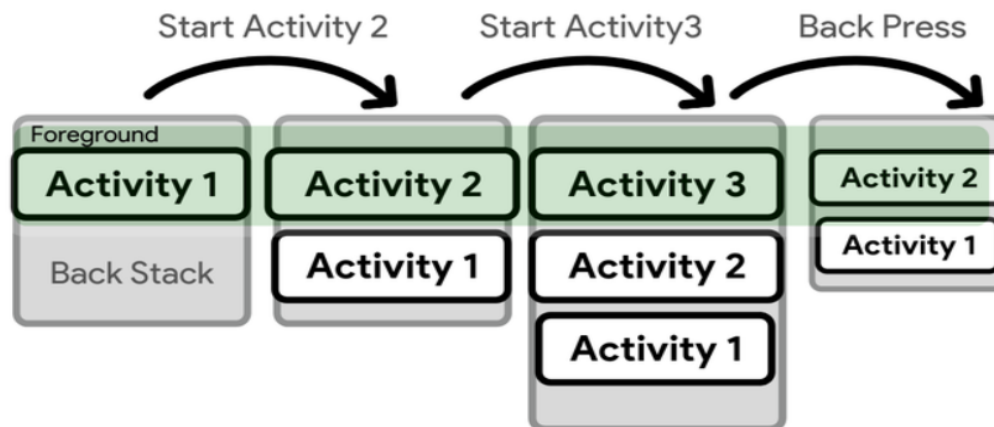 Start Activity 2
Start Activity3
Back Press
Foreground
Activity 1
Back Stack
Activity 2
Activity 1
Activity 3
Activity 2
Activity 1
Activity 2
Activity 1